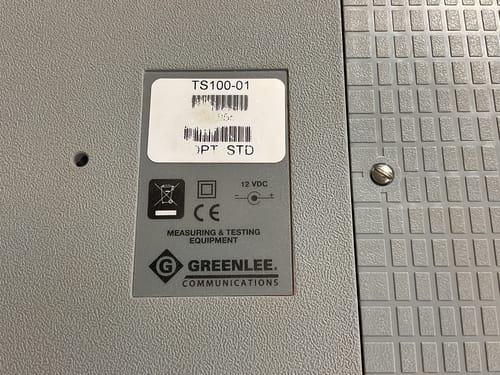 TS100-01
OPT STD
12 VDC
- +
CE
MEASURING & TESTING
EQUIPMENT
G GREENLEE.
COMMUNICATIONS